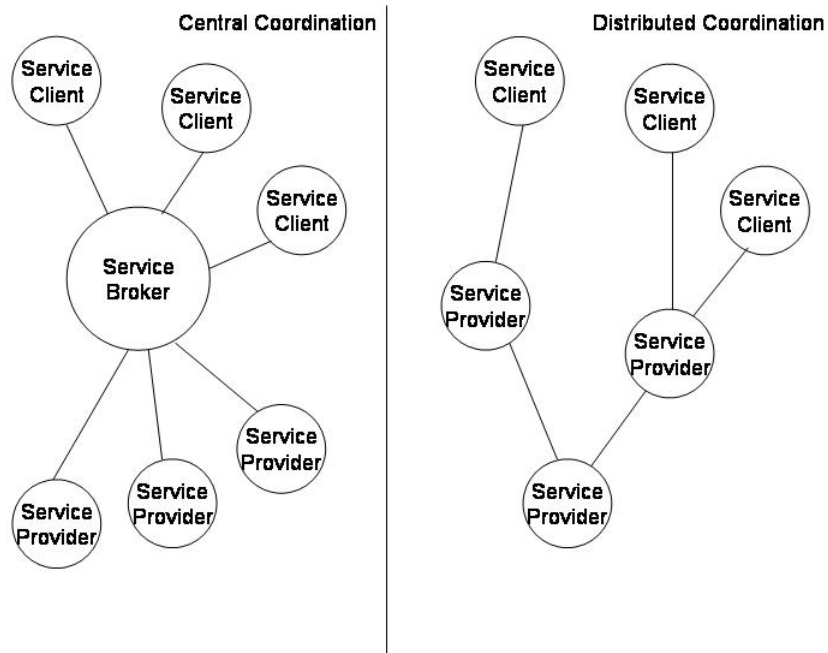 Central Coordination
Service
Client
Service
Client
Service
Client
Service
Broker
Service
Provider
Service
Provider
Service
Provider
Distributed Coordination
Service
Client
Service
Client
Service
Client
Service
Provider
Service
Provider
Service
Provider